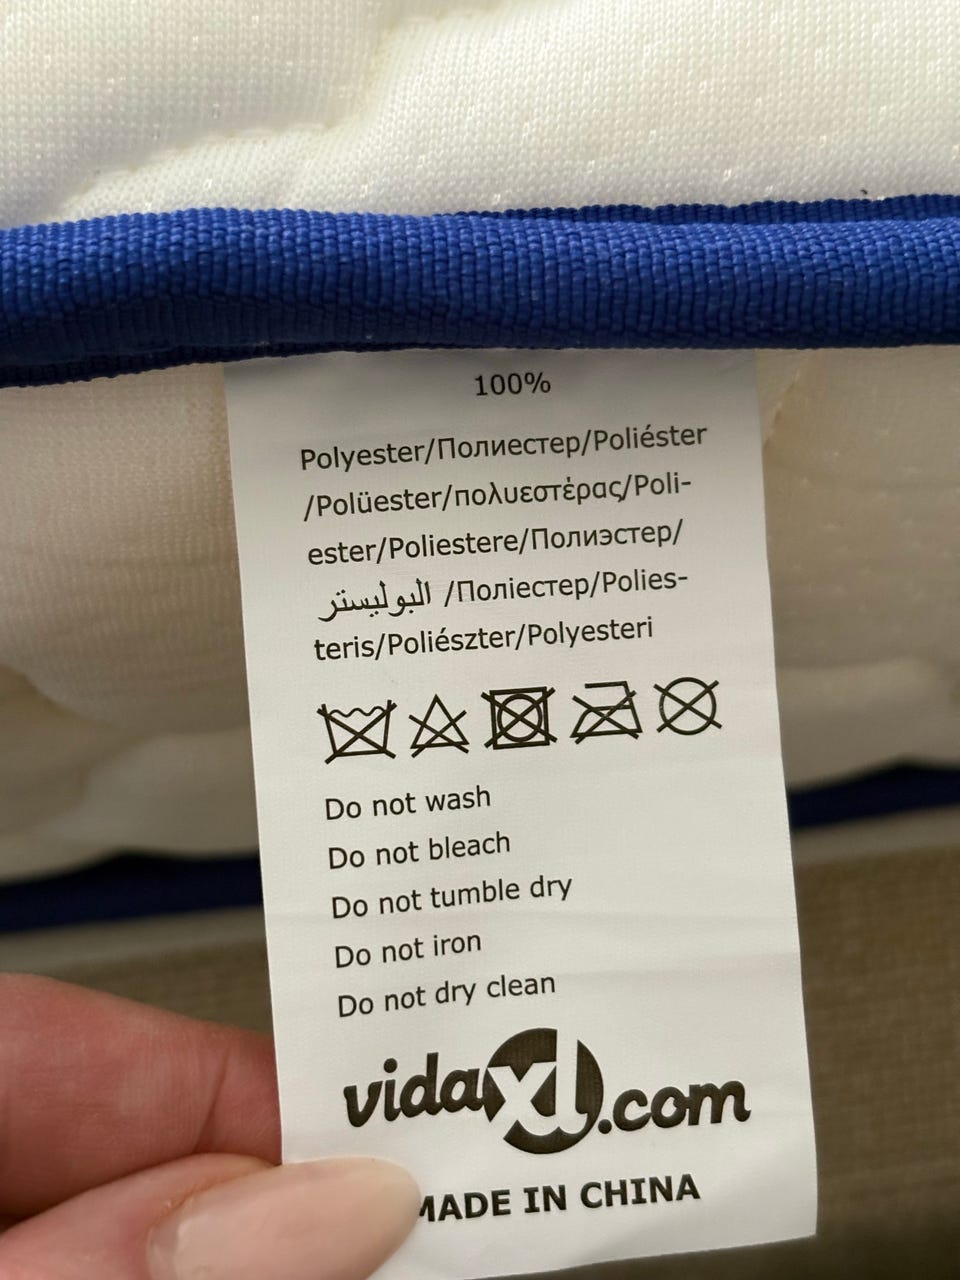 100%
Polyester/Полиестер/Poliéster
/Polüester/πολυεστέρας/Poli-
ester/Poliestere/Полиэстер/
البوليستر /Поліестер/Polies-
teris/Poliészter/Polyesteri
Do not wash
Do not bleach
Do not tumble dry
Do not iron
Do not dry clean
vidaXL.com
MADE IN CHINA